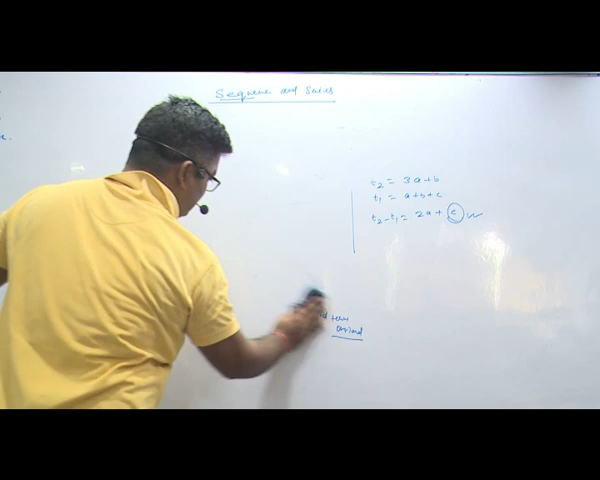 Sequence and Series
t₂ = 3a+b
t₁ = a+b+c
t₂-t₁ = 2a + c
term